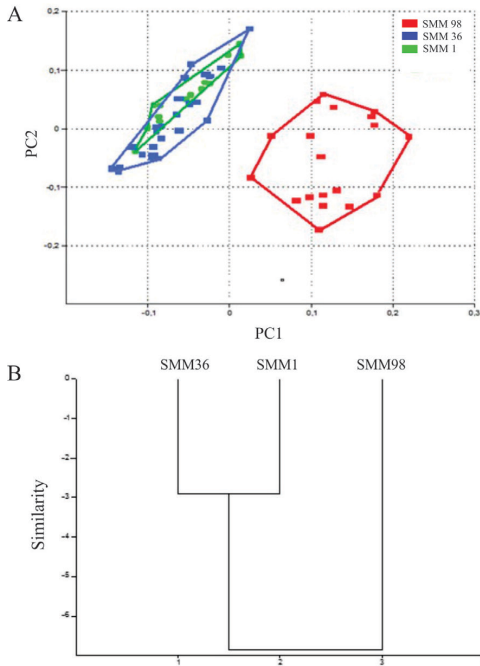 A
SMM 98
SMM 36
SMM 1
0,2
0,1
0
-0,1
-0,2
PC2
-0,1 0 0,1 0,2 0,3
PC1
B
SMM36 SMM1 SMM98
0
-1
-2
-3
-4
-5
-6
Similarity
1 2 3